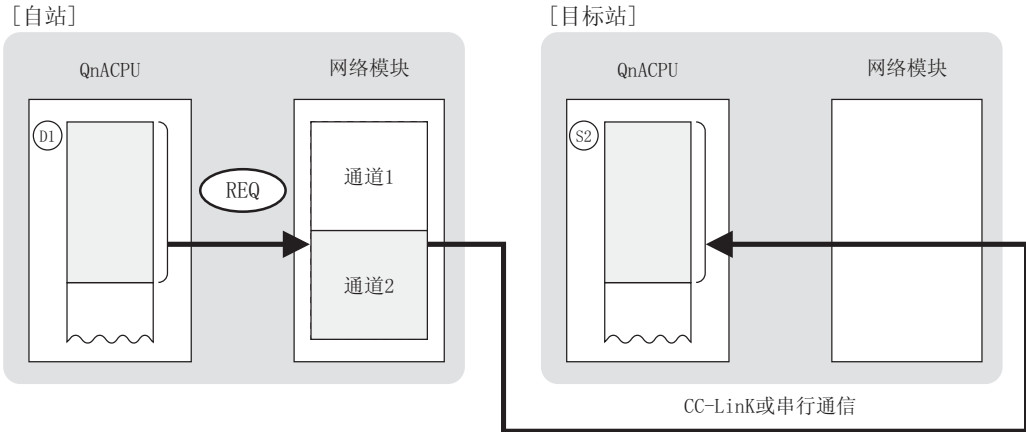 [自站]
[目标站]
QnACPU
网络模块
QnACPU
网络模块
D1
REQ
通道1
通道2
S2
CC-LinK或串行通信